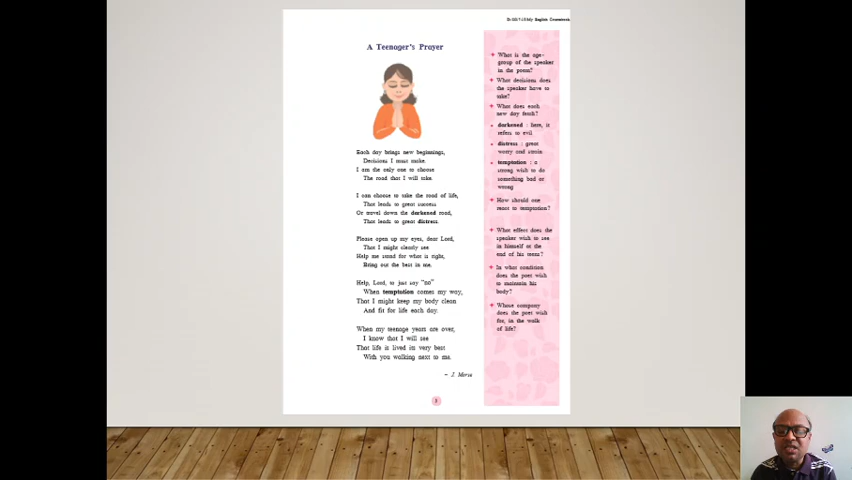 English Coursebook
A Teenager's Prayer
Each day brings new beginnings,
Decisions I must make.
I am the only one to choose
The road that I will take.
I can choose to take the road of life,
That leads to great success
Or travel down the darkened road,
That leads to great distress.
Please open up my eyes, dear Lord,
That I might clearly see
Help me stand for what is right,
Bring out the best in me.
Help, Lord, to just say "no"
When temptation comes my way,
That I might keep my body clean
And fit for life each day.
When my teenage years are over,
I know that I will see
That life is lived its very best
With you walking next to me.
– J. Morse
What is the age-
group of the speaker
in the poem?
What decisions does
the speaker have to
take?
What does each
new day fetch?
darkened : here, it
refers to evil
distress : great
worry and strain
temptation : a
strong wish to do
something bad or
wrong
How should one
react to temptation?
What effect does the
speaker wish to see
in himself at the
end of his teens?
In what condition
does the poet wish
to maintain his
body?
Whose company
does the poet wish
for, in the walk
of life?